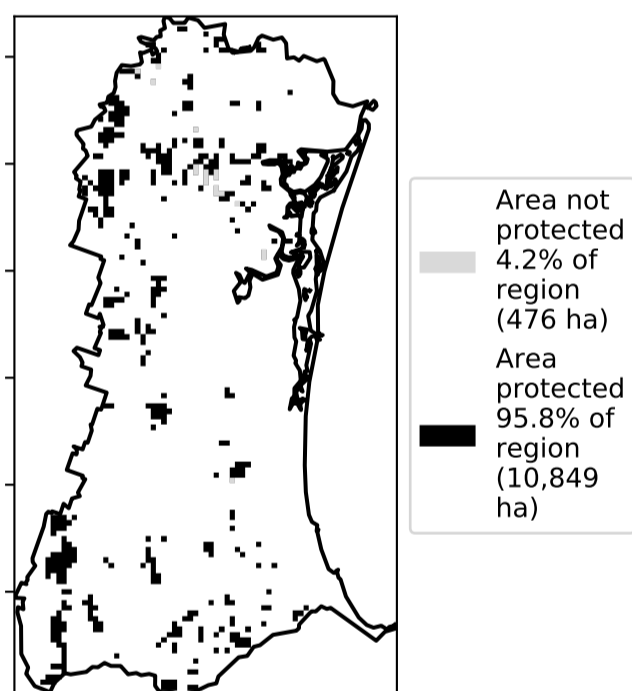 Area not
protected
4.2% of
region
(476 ha)
Area
protected
95.8% of
region
(10,849
ha)